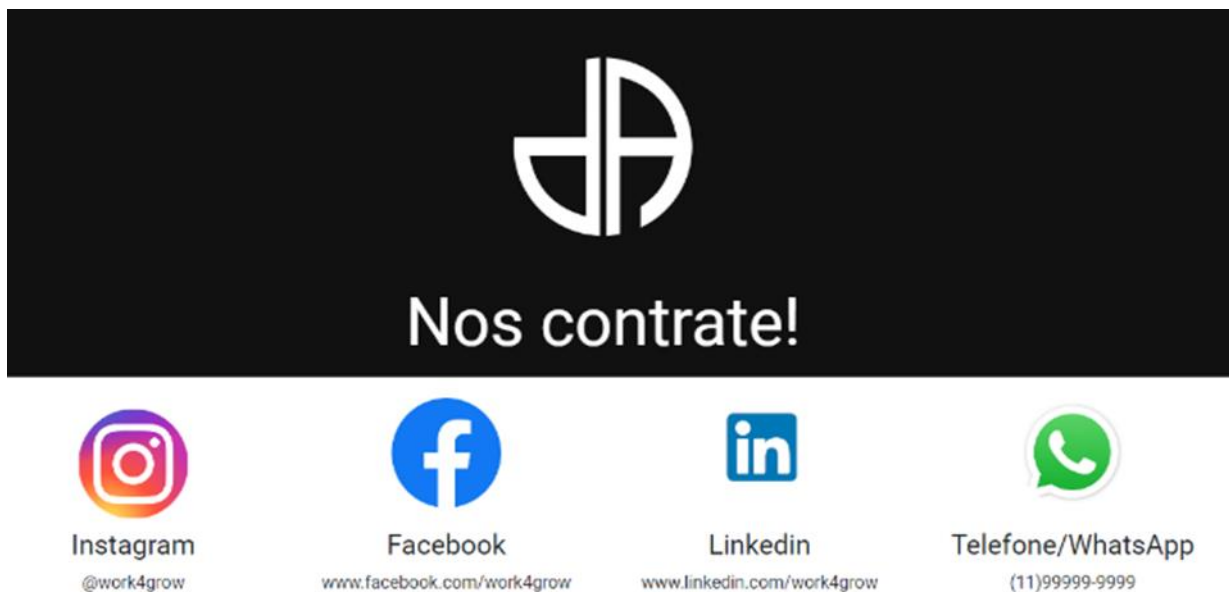 Nos contrate!
Instagram
Facebook
Linkedin
Telefone/WhatsApp
@work4grow
www.facebook.com/work4grow
www.linkedin.com/work4grow
(11)99999-9999